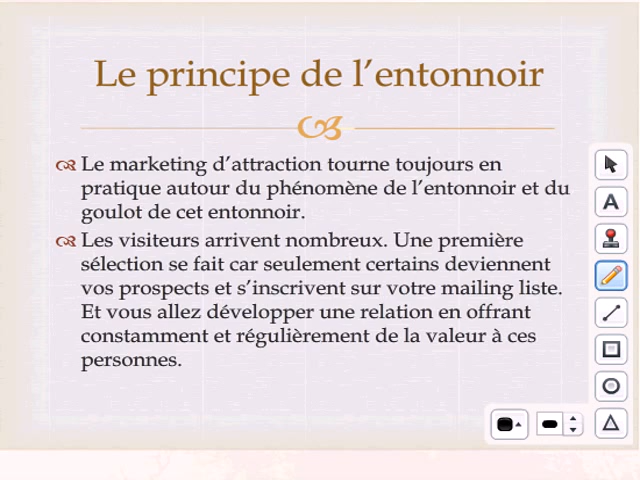 Le principe de l’entonnoir
Le marketing d’attraction tourne toujours en
pratique autour du phénomène de l’entonnoir et du
goulot de cet entonnoir.
Les visiteurs arrivent nombreux. Une première
sélection se fait car seulement certains deviennent
vos prospects et s’inscrivent sur votre mailing liste.
Et vous allez développer une relation en offrant
constamment et régulièrement de la valeur à ces
personnes.
A